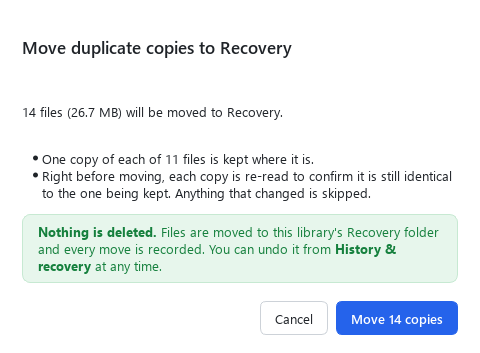 Move duplicate copies to Recovery
14 files (26.7 MB) will be moved to Recovery.
• One copy of each of 11 files is kept where it is.
• Right before moving, each copy is re-read to confirm it is still identical
to the one being kept. Anything that changed is skipped.
Nothing is deleted. Files are moved to this library's Recovery folder
and every move is recorded. You can undo it from History &
recovery at any time.
Cancel
Move 14 copies